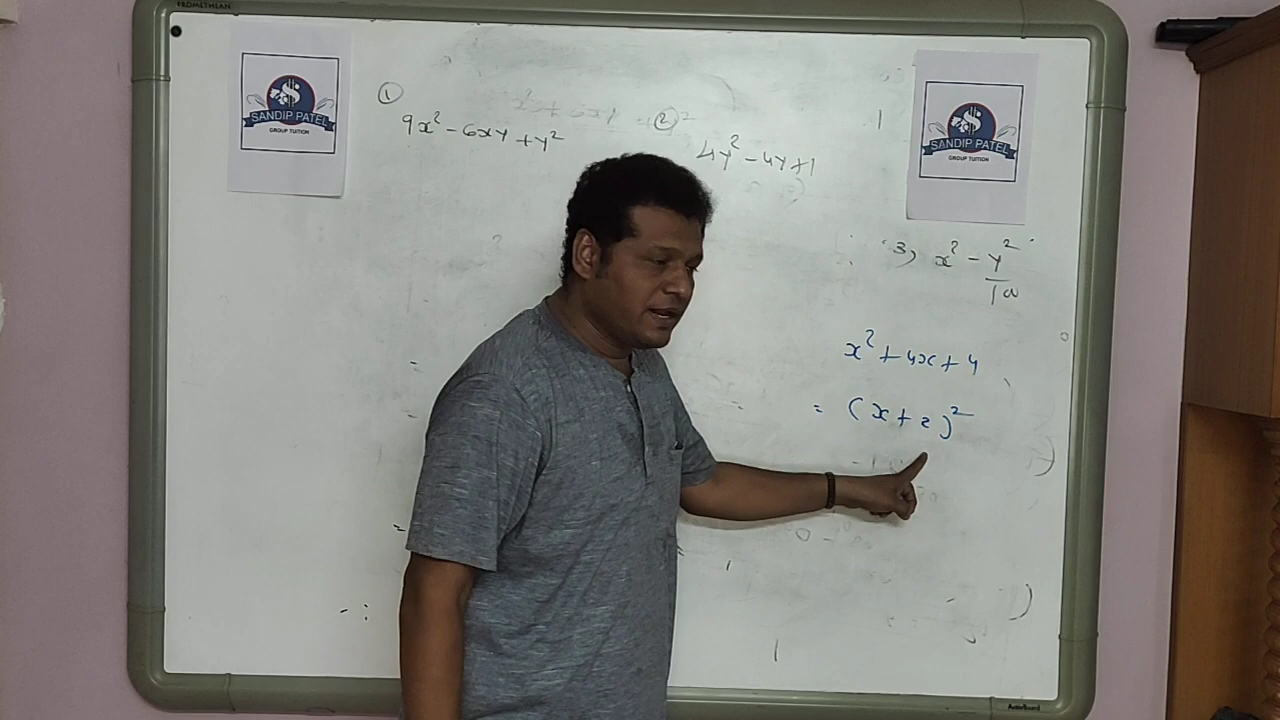 PROMETHEAN
SANDIP PATEL
GROUP TUITION
SANDIP PATEL
GROUP TUITION
① 9x² - 6xy + y²
② 4y² - 4y + 1
3) x² - y²/100
x² + 4x + 4
= (x + 2)²
ActivBoard